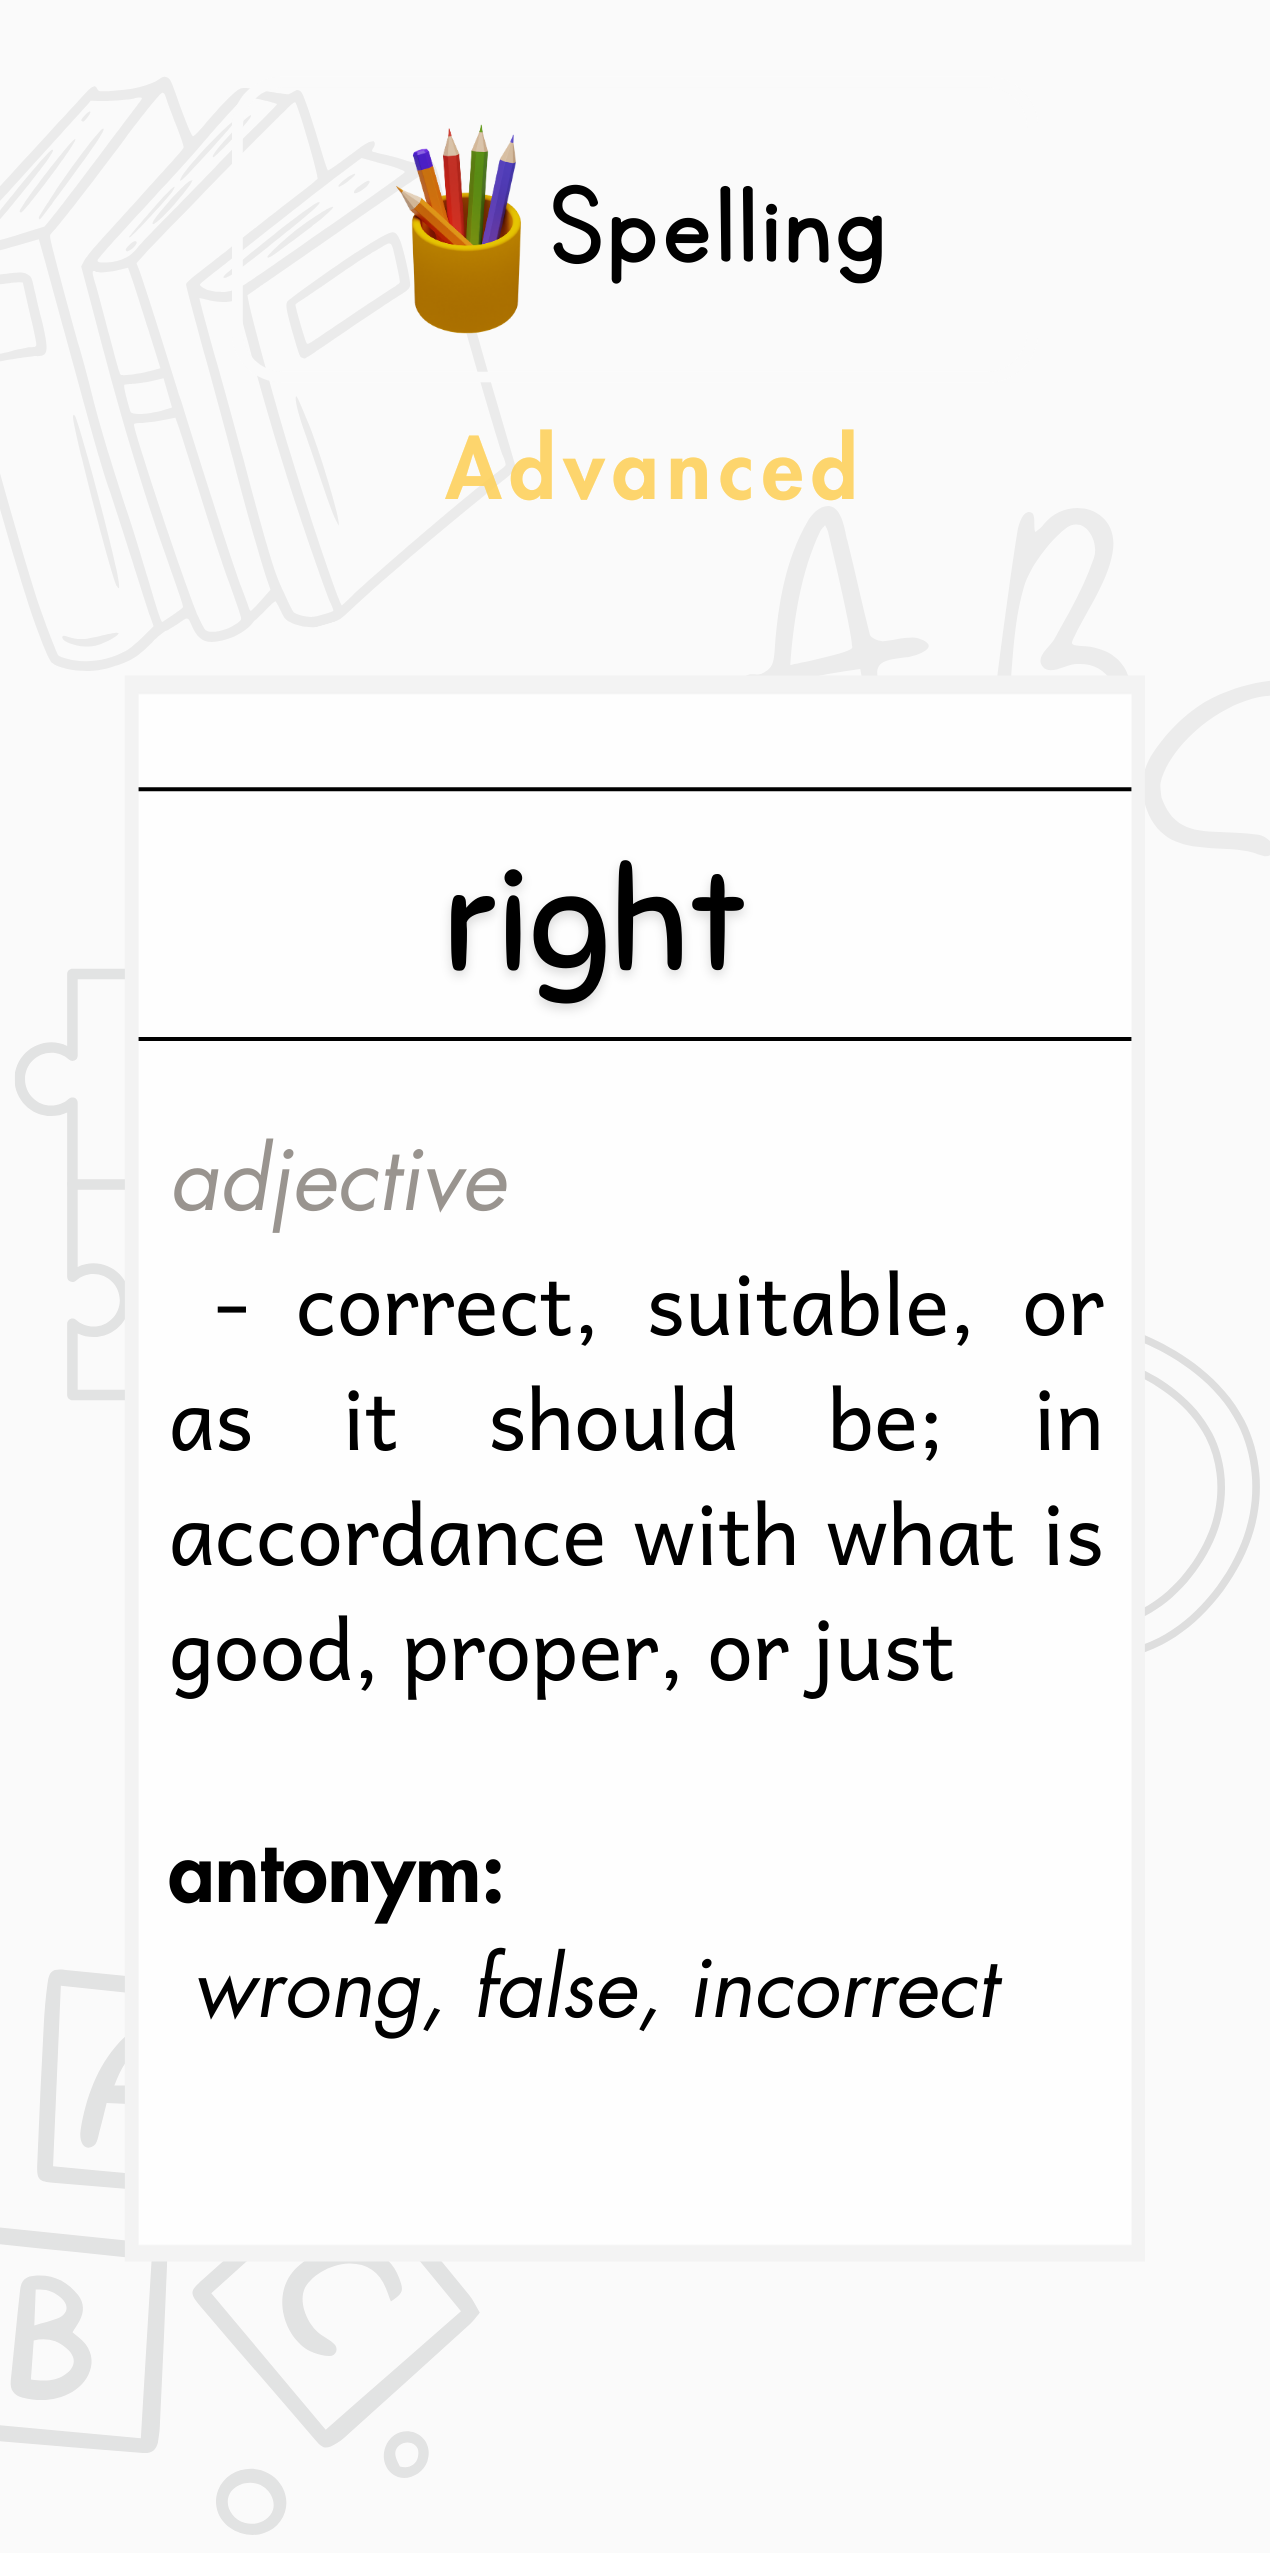 Spelling
Advanced
A B
right
adjective
- correct, suitable, or
as it should be; in
accordance with what is
good, proper, or just
antonym:
wrong, false, incorrect
A
B C